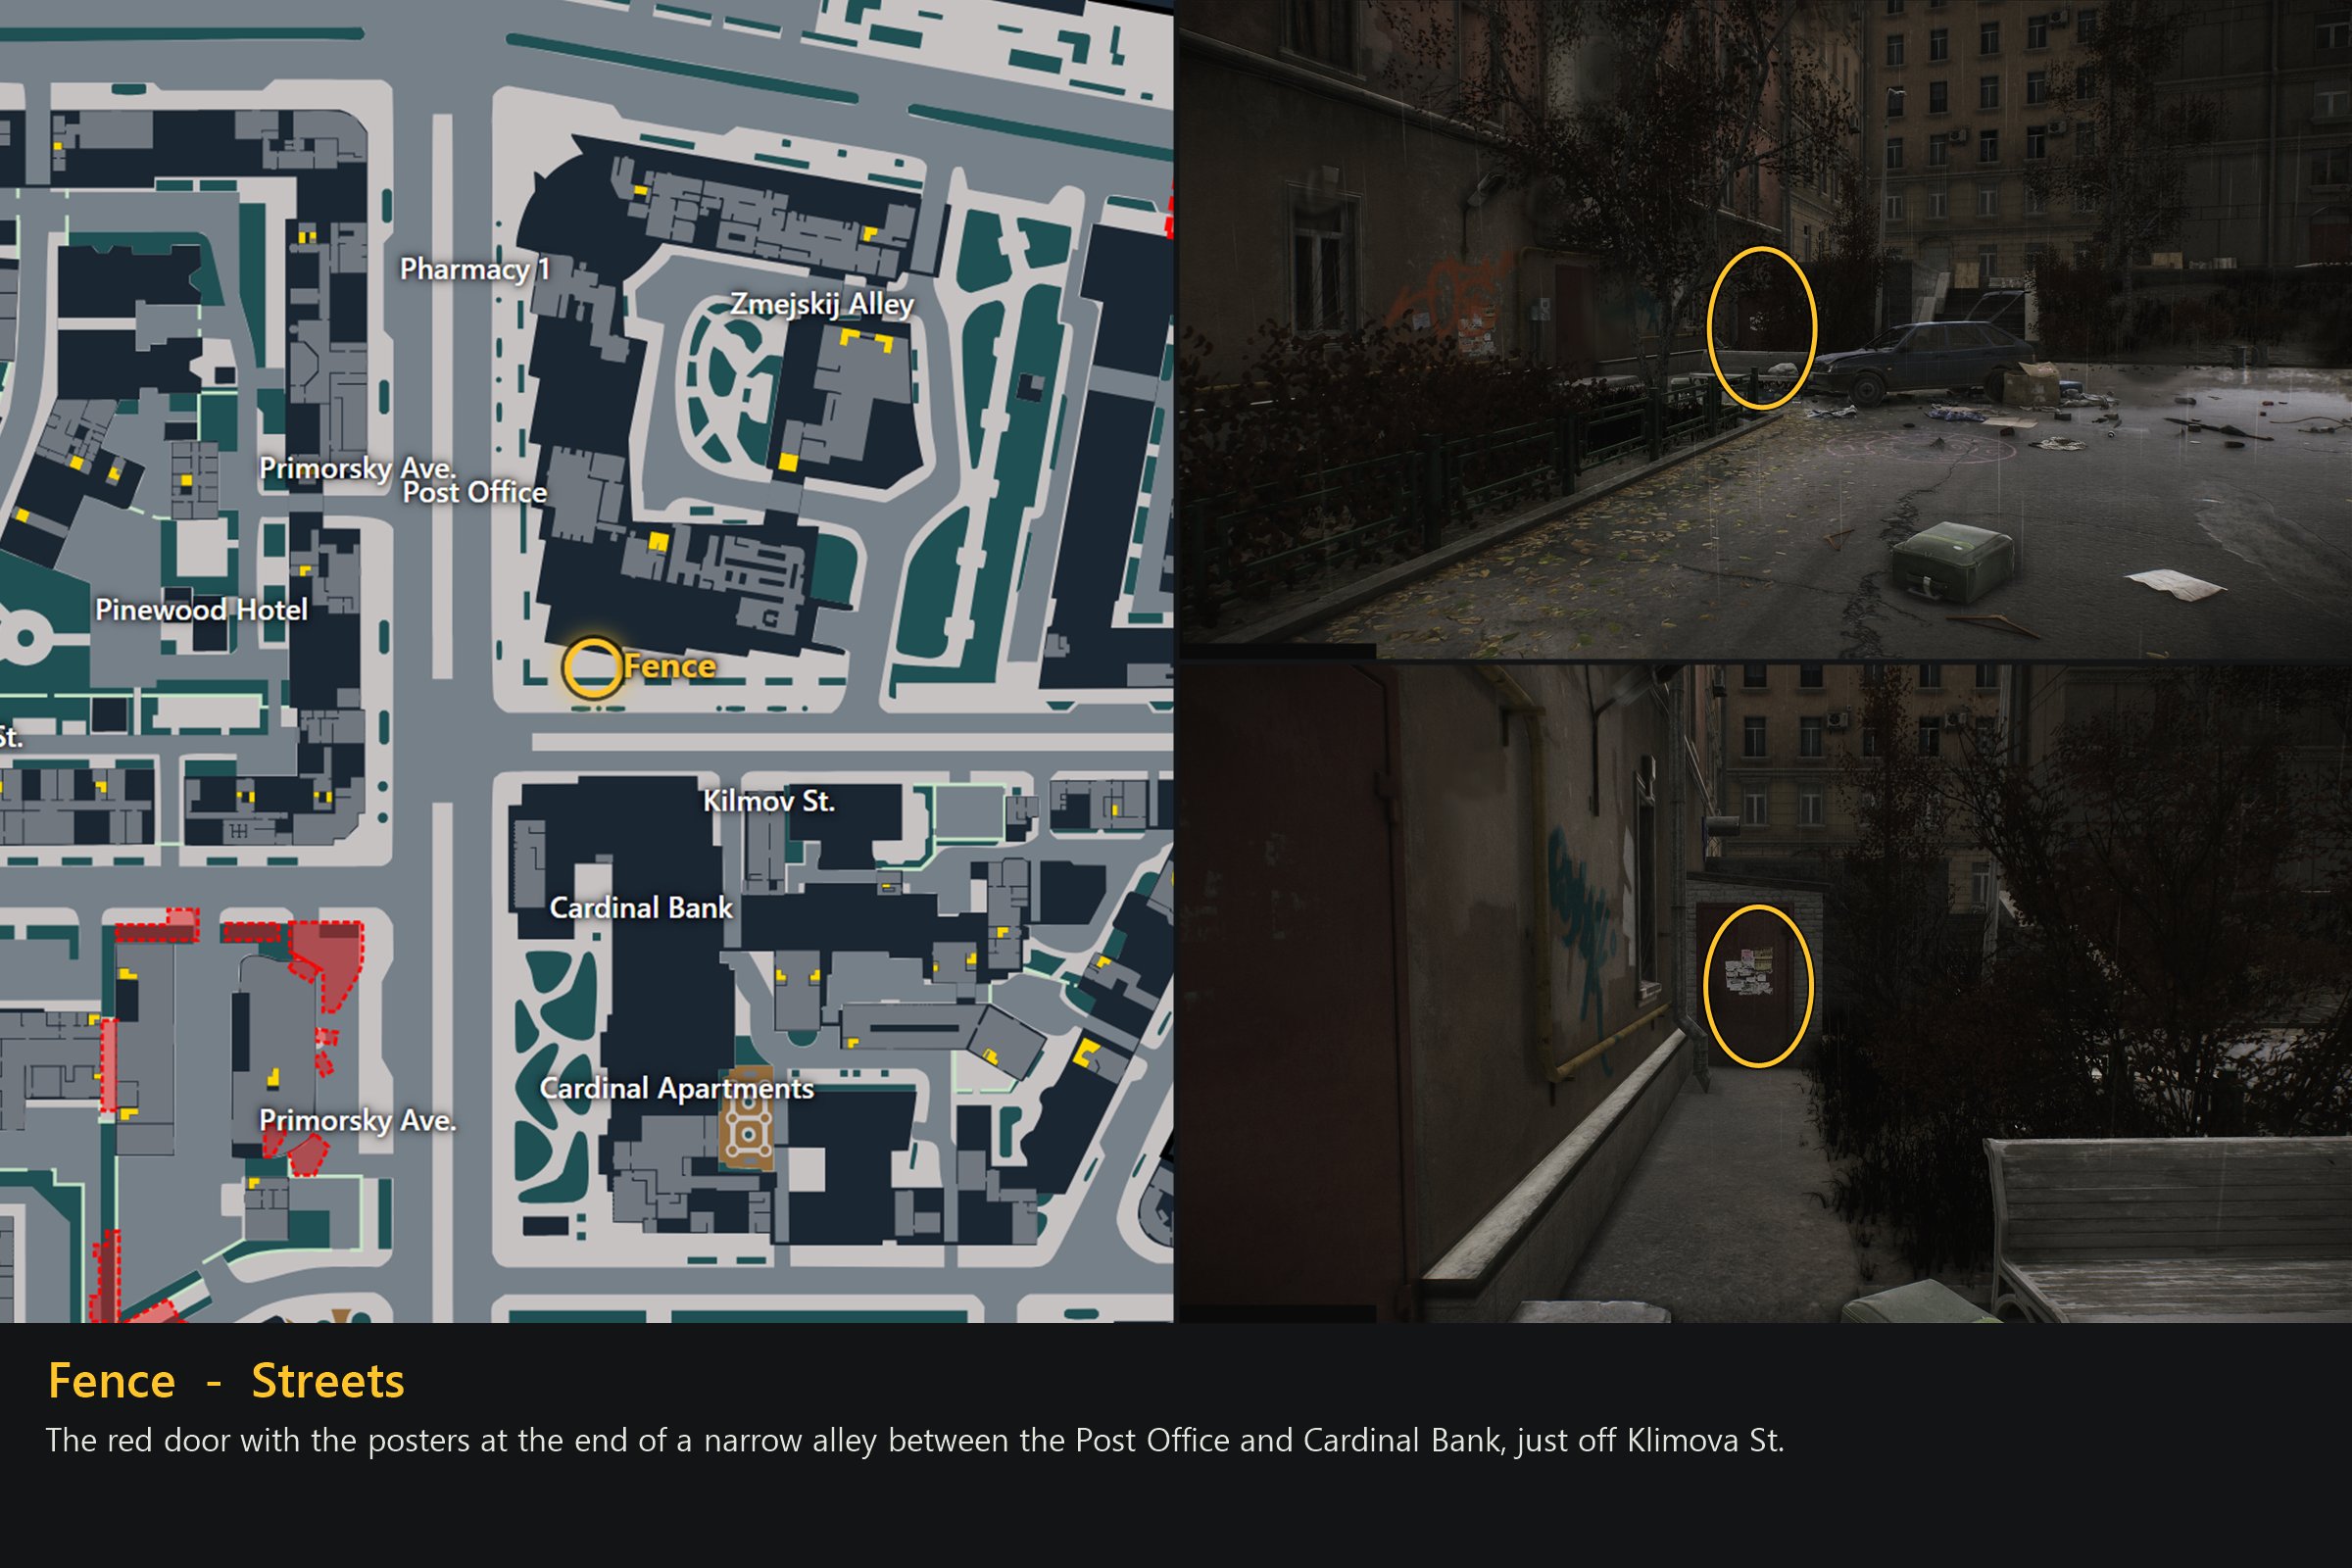 Pharmacy 1
Zmejskij Alley
Primorsky Ave.
Post Office
Pinewood Hotel
Fence
St.
Kilmov St.
Cardinal Bank
Cardinal Apartments
Primorsky Ave.
Fence - Streets
The red door with the posters at the end of a narrow alley between the Post Office and Cardinal Bank, just off Klimova St.